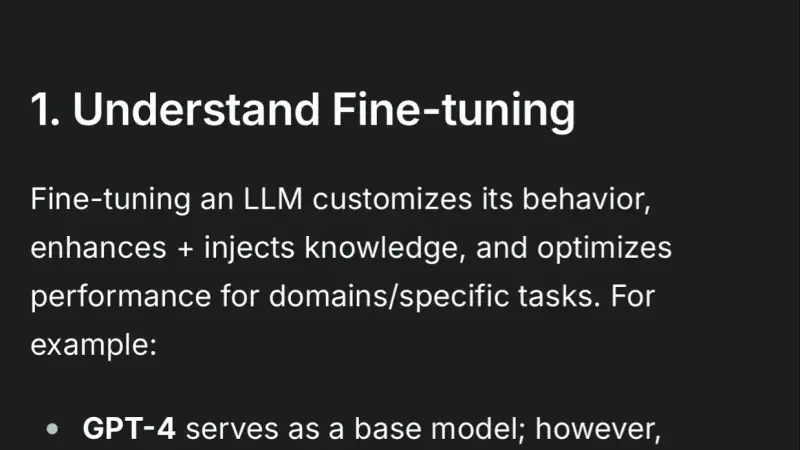 1. Understand Fine-tuning
Fine-tuning an LLM customizes its behavior,
enhances + injects knowledge, and optimizes
performance for domains/specific tasks. For
example:
• GPT-4 serves as a base model; however,